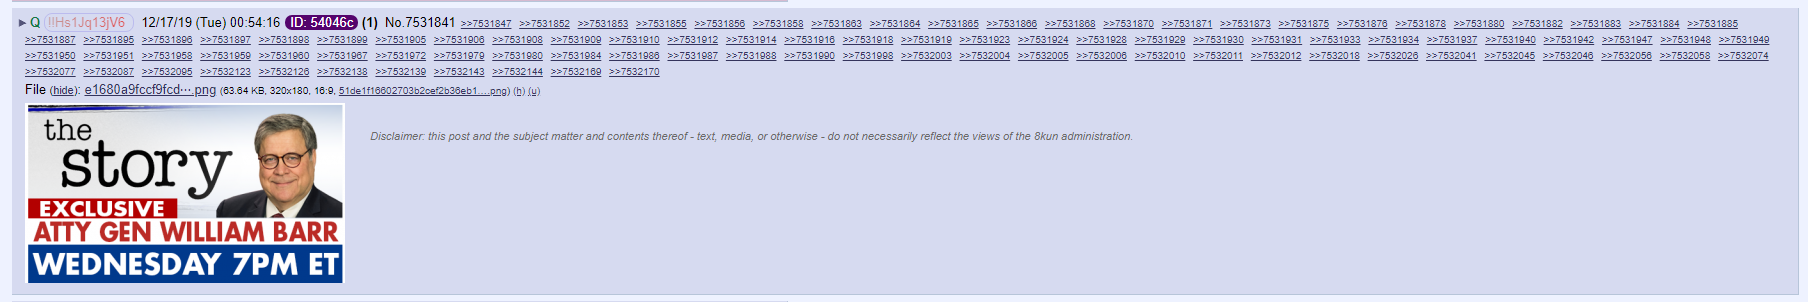 ▶ Q !!Hs1Jq13jV6 12/17/19 (Tue) 00:54:16 ID: 54046c (1) No.7531841 >>7531847 >>7531852 >>7531853 >>7531855 >>7531856 >>7531858 >>7531863 >>7531864 >>7531865 >>7531866 >>7531868 >>7531870 >>7531871 >>7531873 >>7531875 >>7531876 >>7531878 >>7531880 >>7531882 >>7531883 >>7531884 >>7531885
>>7531887 >>7531895 >>7531896 >>7531897 >>7531898 >>7531899 >>7531905 >>7531906 >>7531908 >>7531909 >>7531910 >>7531912 >>7531914 >>7531916 >>7531918 >>7531919 >>7531923 >>7531924 >>7531928 >>7531929 >>7531930 >>7531931 >>7531933 >>7531934 >>7531937 >>7531940 >>7531942 >>7531947 >>7531948 >>7531949
>>7531950 >>7531951 >>7531958 >>7531959 >>7531960 >>7531967 >>7531972 >>7531979 >>7531980 >>7531984 >>7531986 >>7531987 >>7531988 >>7531990 >>7531998 >>7532003 >>7532004 >>7532005 >>7532006 >>7532010 >>7532011 >>7532012 >>7532018 >>7532026 >>7532041 >>7532045 >>7532046 >>7532056 >>7532058 >>7532074
>>7532077 >>7532087 >>7532095 >>7532123 >>7532126 >>7532138 >>7532139 >>7532143 >>7532144 >>7532169 >>7532170
File (hide): e1680a9fccf9fcd⋯.png (63.64 KB, 320x180, 16:9, 51de1f16602703b2cef2b36eb1….png) (h) (u)
the
story
EXCLUSIVE
ATTY GEN WILLIAM BARR
WEDNESDAY 7PM ET
Disclaimer: this post and the subject matter and contents thereof - text, media, or otherwise - do not necessarily reflect the views of the 8kun administration.